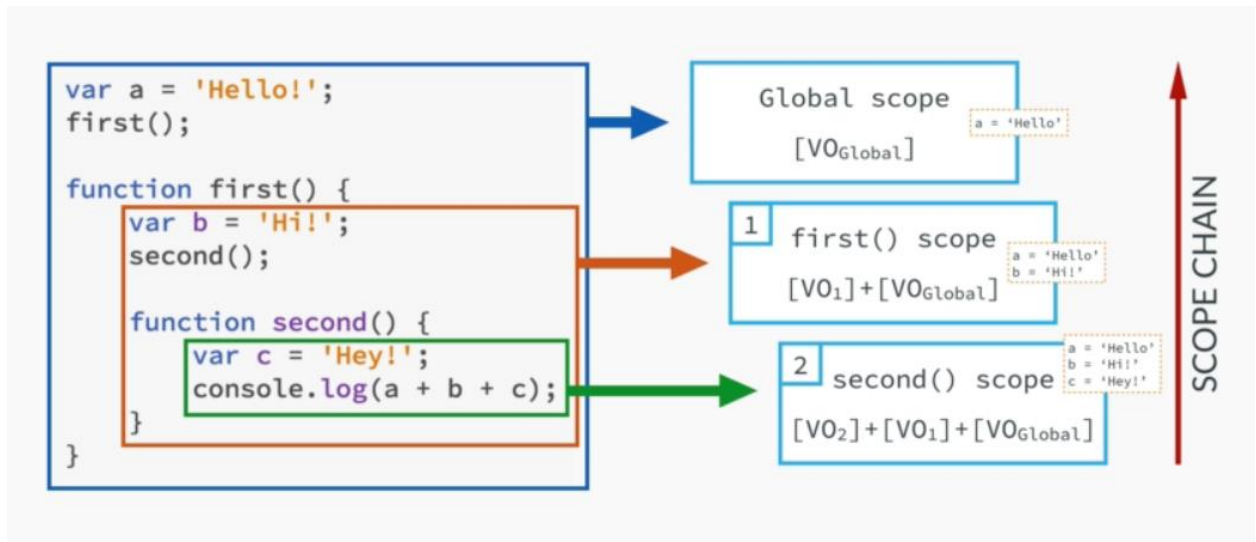 var a = 'Hello!';
first();
function first() {
var b = 'Hi!';
second();
function second() {
var c = 'Hey!';
console.log(a + b + c);
}
}
Global scope
[VOGlobal]
a = ‘Hello’
1
first() scope
[VO1]+[VOGlobal]
a = ‘Hello’
b = ‘Hi!’
2
second() scope
[VO2]+[VO1]+[VOGlobal]
a = ‘Hello’
b = ‘Hi!’
c = ‘Hey!’
SCOPE CHAIN